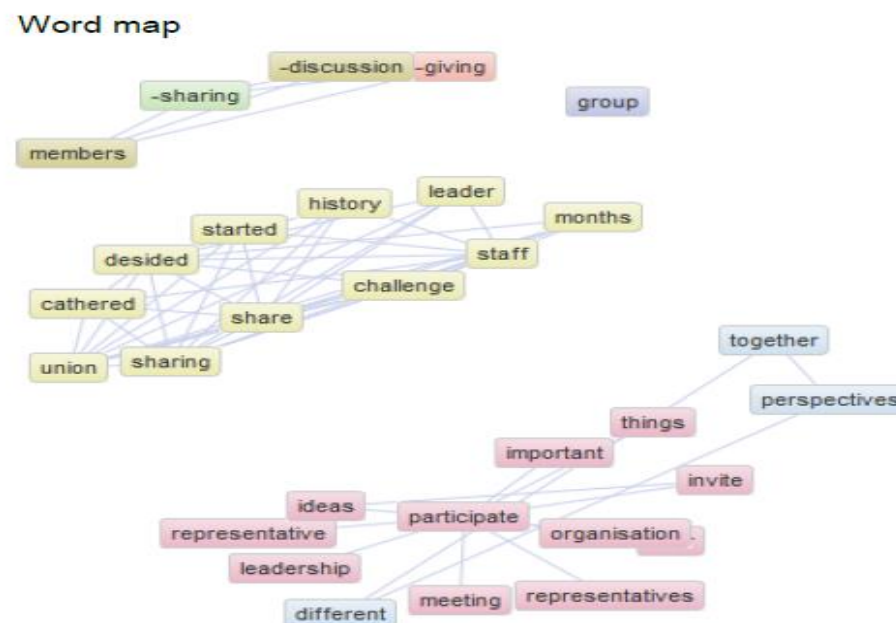 Word map
-discussion
-giving
-sharing
group
members
leader
history
months
started
staff
desided
challenge
cathered
share
together
sharing
union
perspectives
things
important
invite
ideas
participate
representative
organisation
leadership
representatives
meeting
different